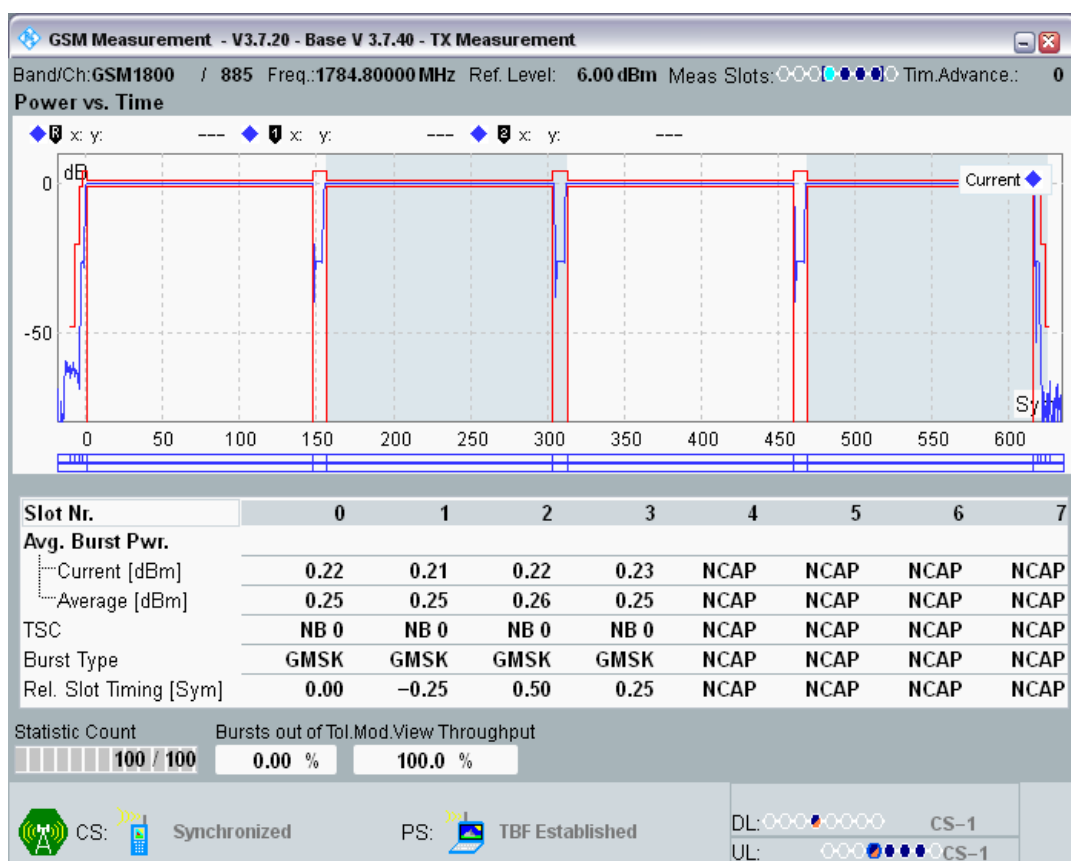 GSM Measurement - V3.7.20 - Base V 3.7.40 - TX Measurement
Band/Ch:GSM1800 / 885 Freq.:1784.80000 MHz Ref. Level: 6.00 dBm Meas Slots: Tim.Advance.: 0
Power vs. Time
R x: y: --- 1 x: y: --- 2 x: y: ---
dB
Current
0
-50
Sy
0 50 100 150 200 250 300 350 400 450 500 550 600
Slot Nr. 0 1 2 3 4 5 6 7
Avg. Burst Pwr.
Current [dBm] 0.22 0.21 0.22 0.23 NCAP NCAP NCAP NCAP
Average [dBm] 0.25 0.25 0.26 0.25 NCAP NCAP NCAP NCAP
TSC NB 0 NB 0 NB 0 NB 0 NCAP NCAP NCAP NCAP
Burst Type GMSK GMSK GMSK GMSK NCAP NCAP NCAP NCAP
Rel. Slot Timing [Sym] 0.00 −0.25 0.50 0.25 NCAP NCAP NCAP NCAP
Statistic Count Bursts out of Tol. Mod.View Throughput
100 / 100 0.00 % 100.0 %
CS: Synchronized PS: TBF Established DL: CS−1
UL: CS−1